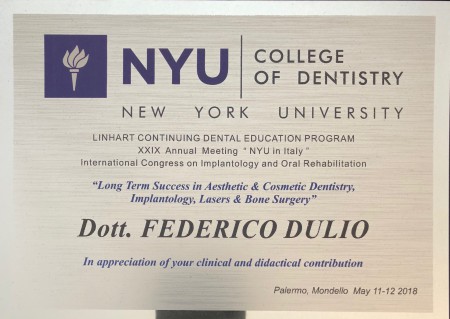 NYU
COLLEGE
OF DENTISTRY
NEW YORK UNIVERSITY
LINHART CONTINUING DENTAL EDUCATION PROGRAM
XXIX Annual Meeting “ NYU in Italy ”
International Congress on Implantology and Oral Rehabilitation
“Long Term Success in Aesthetic & Cosmetic Dentistry,
Implantology, Lasers & Bone Surgery”
Dott. FEDERICO DULIO
In appreciation of your clinical and didactical contribution
Palermo, Mondello May 11-12 2018